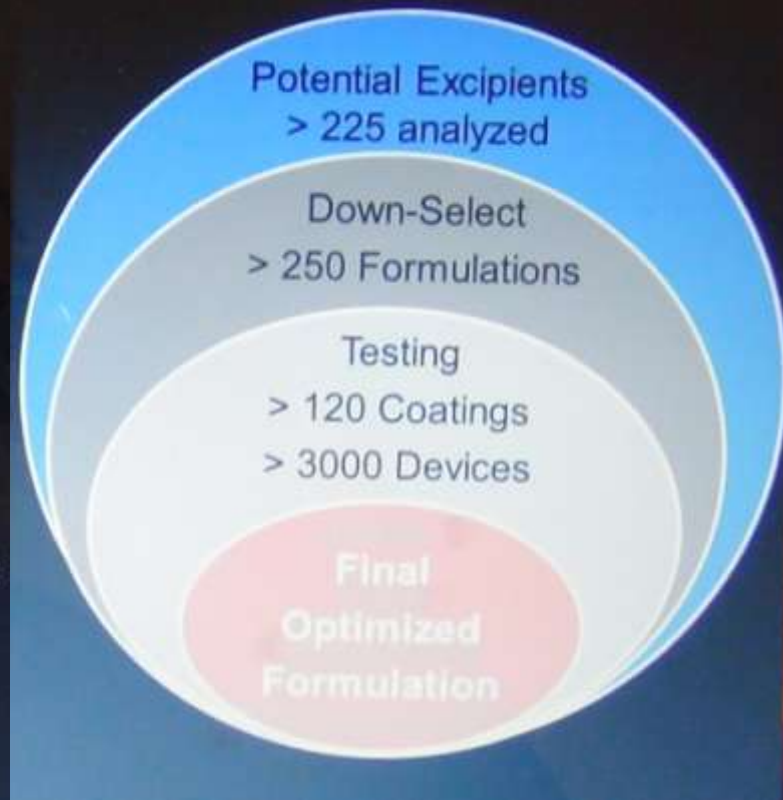 Potential Excipients
> 225 analyzed
Down-Select
> 250 Formulations
Testing
> 120 Coatings
> 3000 Devices
Final
Optimized
Formulation